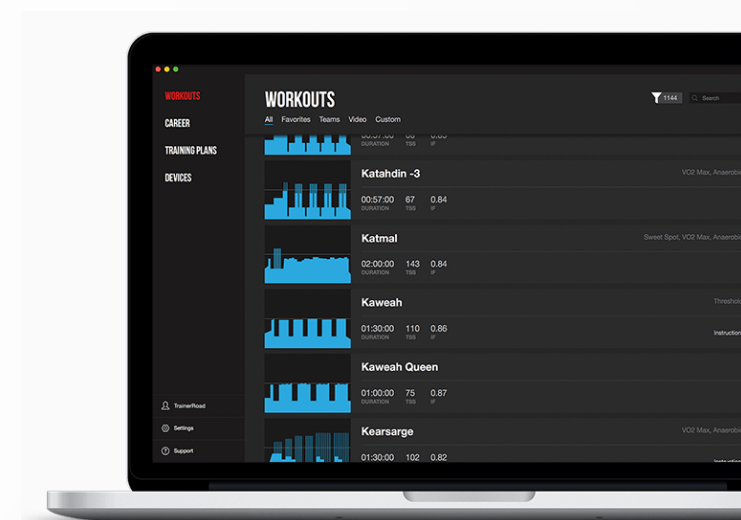 WORKOUTS
CAREER
TRAINING PLANS
DEVICES
TrainerRoad
Settings
Support
WORKOUTS
1144
Search
All Favorites Teams Video Custom
DURATION TSS IF
Katahdin -3
VO2 Max, Anaerobic
00:57:00 67 0.84
DURATION TSS IF
Katmal
Sweet Spot, VO2 Max, Anaerobic
02:00:00 143 0.84
DURATION TSS IF
Kaweah
Threshold
01:30:00 110 0.86
DURATION TSS IF
Instruction
Kaweah Queen
01:00:00 75 0.87
DURATION TSS IF
Kearsarge
VO2 Max, Anaerobic
01:30:00 102 0.82